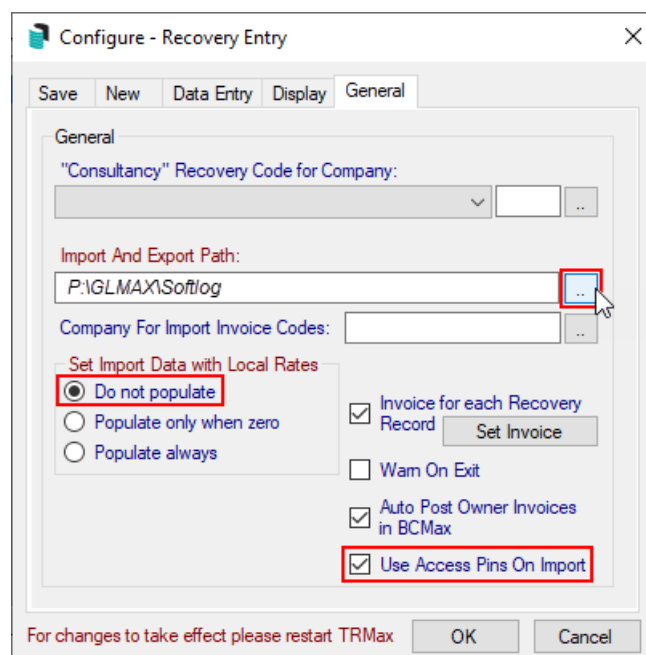 Configure - Recovery Entry
Save New Data Entry Display General
General
"Consultancy" Recovery Code for Company:
..
Import And Export Path:
P:\GLMAX\Softlog ..
Company For Import Invoice Codes: ..
Set Import Data with Local Rates
Do not populate
Populate only when zero
Populate always
Invoice for each Recovery
Record Set Invoice
Warn On Exit
Auto Post Owner Invoices
in BCMax
Use Access Pins On Import
For changes to take effect please restart TRMax OK Cancel